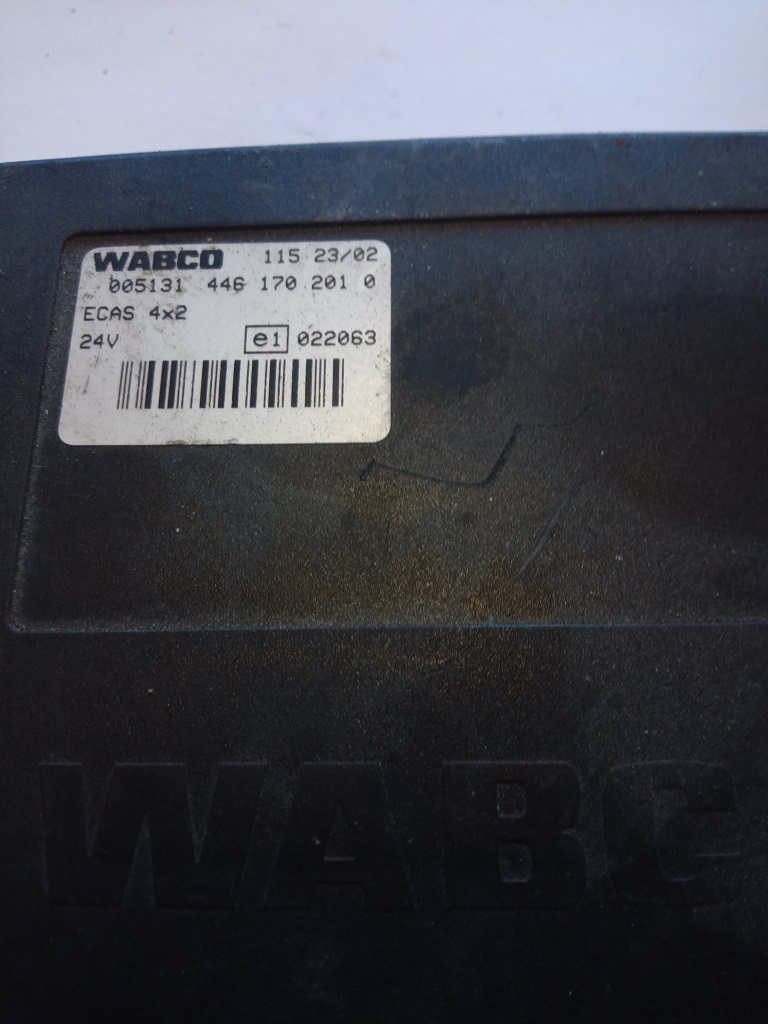 WABCO 115 23/02
005131 446 170 201 0
ECAS 4x2
24V e1 022063
WABC